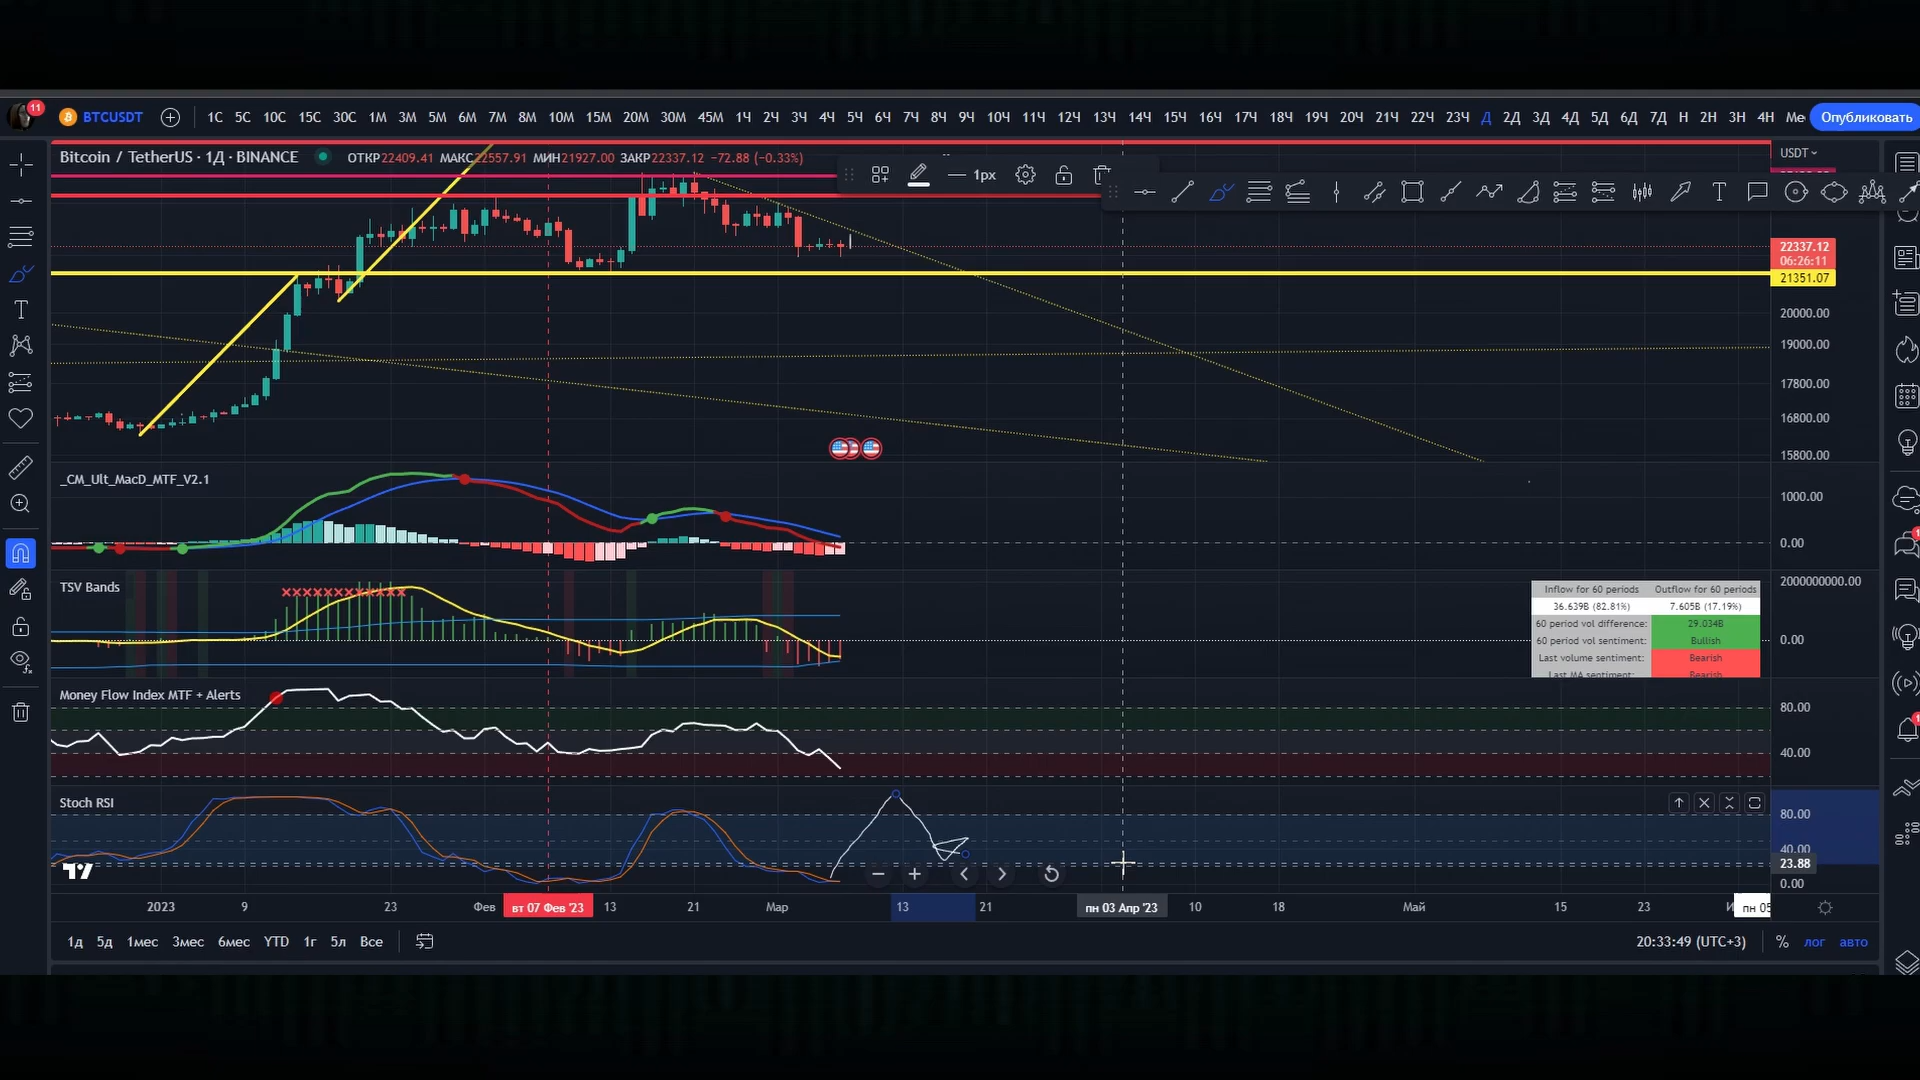 11
BTCUSDT
1С 5С 10С 15С 30С 1М 3М 5М 6М 7М 8М 10М 15М 20М 30М 45М 1Ч 2Ч 3Ч 4Ч 5Ч 6Ч 7Ч 8Ч 9Ч 10Ч 11Ч 12Ч 13Ч 14Ч 16Ч 17Ч 18Ч 19Ч 20Ч 21Ч 22Ч 23Ч Д 2Д 3Д 4Д 5Д 6Д 7Д Н 2Н 3Н 4Н Ме
Опубликовать
Bitcoin / TetherUS · 1Д · BINANCE
ОТКР22409.41 МАКС22557.91 МИН21927.00 ЗАКР22337.12 −72.88 (−0.33%)
USDT
1px
22337.12
06:26:11
21351.07
20000.00
19000.00
17800.00
16800.00
15800.00
_CM_Ult_MacD_MTF_V2.1
1000.00
0.00
TSV Bands
2000000000.00
0.00
Inflow for 60 periods Outflow for 60 periods
36.639B (82.81%) 7.605B (17.19%)
60 period vol difference: 29.034B
60 period vol sentiment: Bullish
Last volume sentiment: Bearish
Last MA sentiment: Bearish
Money Flow Index MTF + Alerts
80.00
40.00
Stoch RSI
80.00
40.00
23.88
0.00
2023 9 23 Фев вт 07 Фев '23 13 21 Мар 13 21 пн 03 Апр '23 10 18 Май 15 23 пн 05
1д 5д 1мес 3мес 6мес YTD 1г 5л Все
20:33:49 (UTC+3) % лог авто